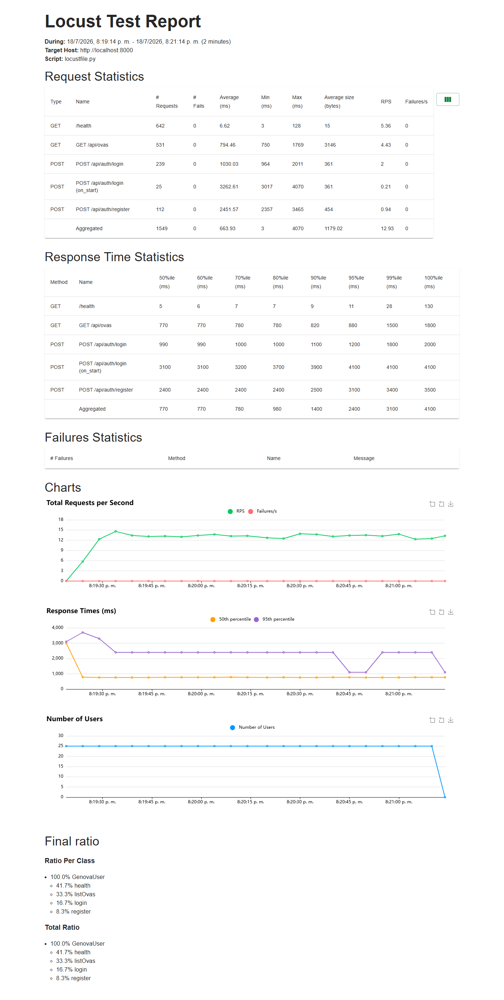 Locust Test Report
During: 18/7/2026, 8:19:14 p. m. - 18/7/2026, 8:21:14 p. m. (2 minutes)
Target Host: http://localhost:8000
Script: locustfile.py
Request Statistics
Type Name # Requests # Fails Average (ms) Min (ms) Max (ms) Average size (bytes) RPS Failures/s
GET /health 642 0 6.62 3 128 15 5.36 0
GET GET /api/ovas 531 0 794.46 750 1769 3146 4.43 0
POST POST /api/auth/login 239 0 1030.03 964 2011 361 2 0
POST POST /api/auth/login (on_start) 25 0 3262.61 3017 4070 361 0.21 0
POST POST /api/auth/register 112 0 2451.57 2357 3465 454 0.94 0
Aggregated 1549 0 663.93 3 4070 1179.02 12.93 0
Response Time Statistics
Method Name 50%ile (ms) 60%ile (ms) 70%ile (ms) 80%ile (ms) 90%ile (ms) 95%ile (ms) 99%ile (ms) 100%ile (ms)
GET /health 5 6 7 7 9 11 28 130
GET GET /api/ovas 770 770 780 780 820 880 1500 1800
POST POST /api/auth/login 990 990 1000 1000 1100 1200 1800 2000
POST POST /api/auth/login (on_start) 3100 3100 3200 3700 3900 4100 4100 4100
POST POST /api/auth/register 2400 2400 2400 2400 2500 3100 3400 3500
Aggregated 770 770 780 980 1400 2400 3100 4100
Failures Statistics
# Failures Method Name Message
Charts
Total Requests per Second
RPS Failures/s
18
15
12
9
6
3
0
8:19:30 p. m. 8:19:45 p. m. 8:20:00 p. m. 8:20:15 p. m. 8:20:30 p. m. 8:20:45 p. m. 8:21:00 p. m.
Response Times (ms)
50th percentile 95th percentile
4,000
3,000
2,000
1,000
0
8:19:30 p. m. 8:19:45 p. m. 8:20:00 p. m. 8:20:15 p. m. 8:20:30 p. m. 8:20:45 p. m. 8:21:00 p. m.
Number of Users
Number of Users
30
25
20
15
10
5
0
8:19:30 p. m. 8:19:45 p. m. 8:20:00 p. m. 8:20:15 p. m. 8:20:30 p. m. 8:20:45 p. m. 8:21:00 p. m.
Final ratio
Ratio Per Class
• 100.0% GenovaUser
◦ 41.7% health
◦ 33.3% listOvas
◦ 16.7% login
◦ 8.3% register
Total Ratio
• 100.0% GenovaUser
◦ 41.7% health
◦ 33.3% listOvas
◦ 16.7% login
◦ 8.3% register